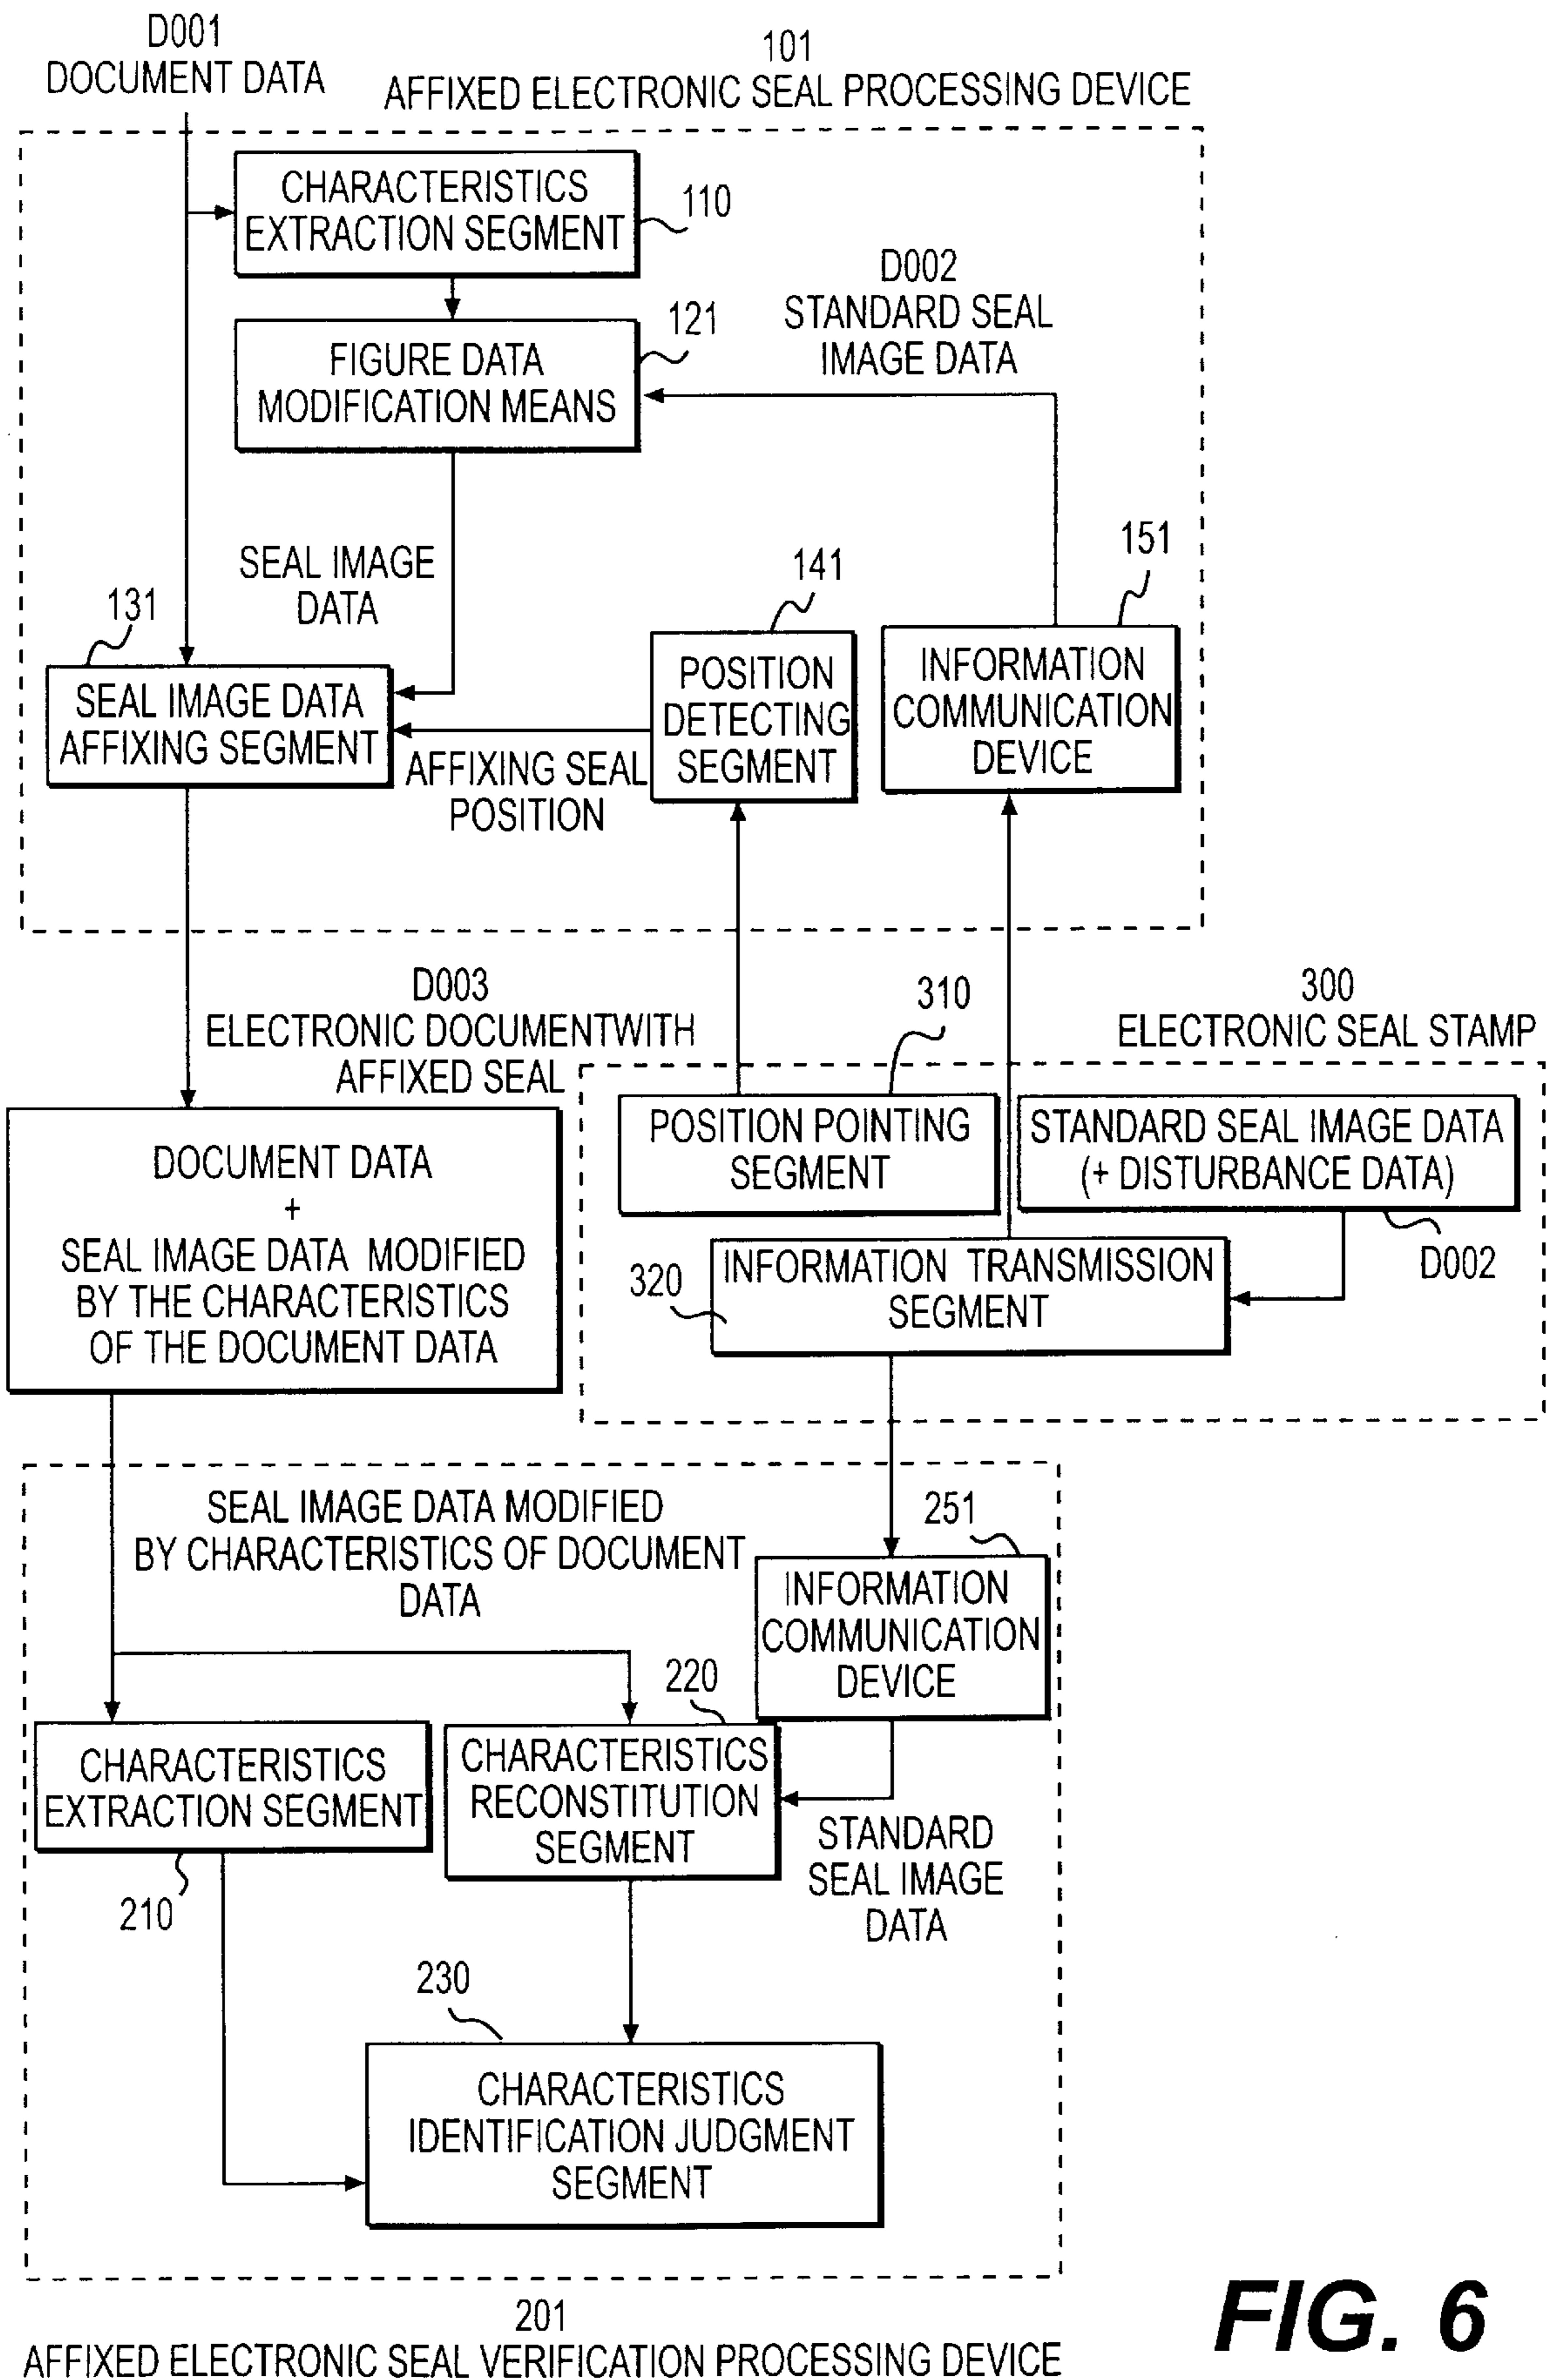 D001
DOCUMENT DATA
101
AFFIXED ELECTRONIC SEAL PROCESSING DEVICE
CHARACTERISTICS
EXTRACTION SEGMENT
110
D002
STANDARD SEAL
IMAGE DATA
121
FIGURE DATA
MODIFICATION MEANS
SEAL IMAGE
DATA
131
SEAL IMAGE DATA
AFFIXING SEGMENT
141
POSITION
DETECTING
SEGMENT
151
INFORMATION
COMMUNICATION
DEVICE
AFFIXING SEAL
POSITION
D003
ELECTRONIC DOCUMENTWITH
AFFIXED SEAL
310
300
ELECTRONIC SEAL STAMP
DOCUMENT DATA
+
SEAL IMAGE DATA MODIFIED
BY THE CHARACTERISTICS
OF THE DOCUMENT DATA
POSITION POINTING
SEGMENT
STANDARD SEAL IMAGE DATA
(+ DISTURBANCE DATA)
D002
320
INFORMATION TRANSMISSION
SEGMENT
SEAL IMAGE DATA MODIFIED
BY CHARACTERISTICS OF DOCUMENT
DATA
251
INFORMATION
COMMUNICATION
DEVICE
220
CHARACTERISTICS
EXTRACTION SEGMENT
210
CHARACTERISTICS
RECONSTITUTION
SEGMENT
STANDARD
SEAL IMAGE
DATA
230
CHARACTERISTICS
IDENTIFICATION JUDGMENT
SEGMENT
201
AFFIXED ELECTRONIC SEAL VERIFICATION PROCESSING DEVICE
FIG. 6